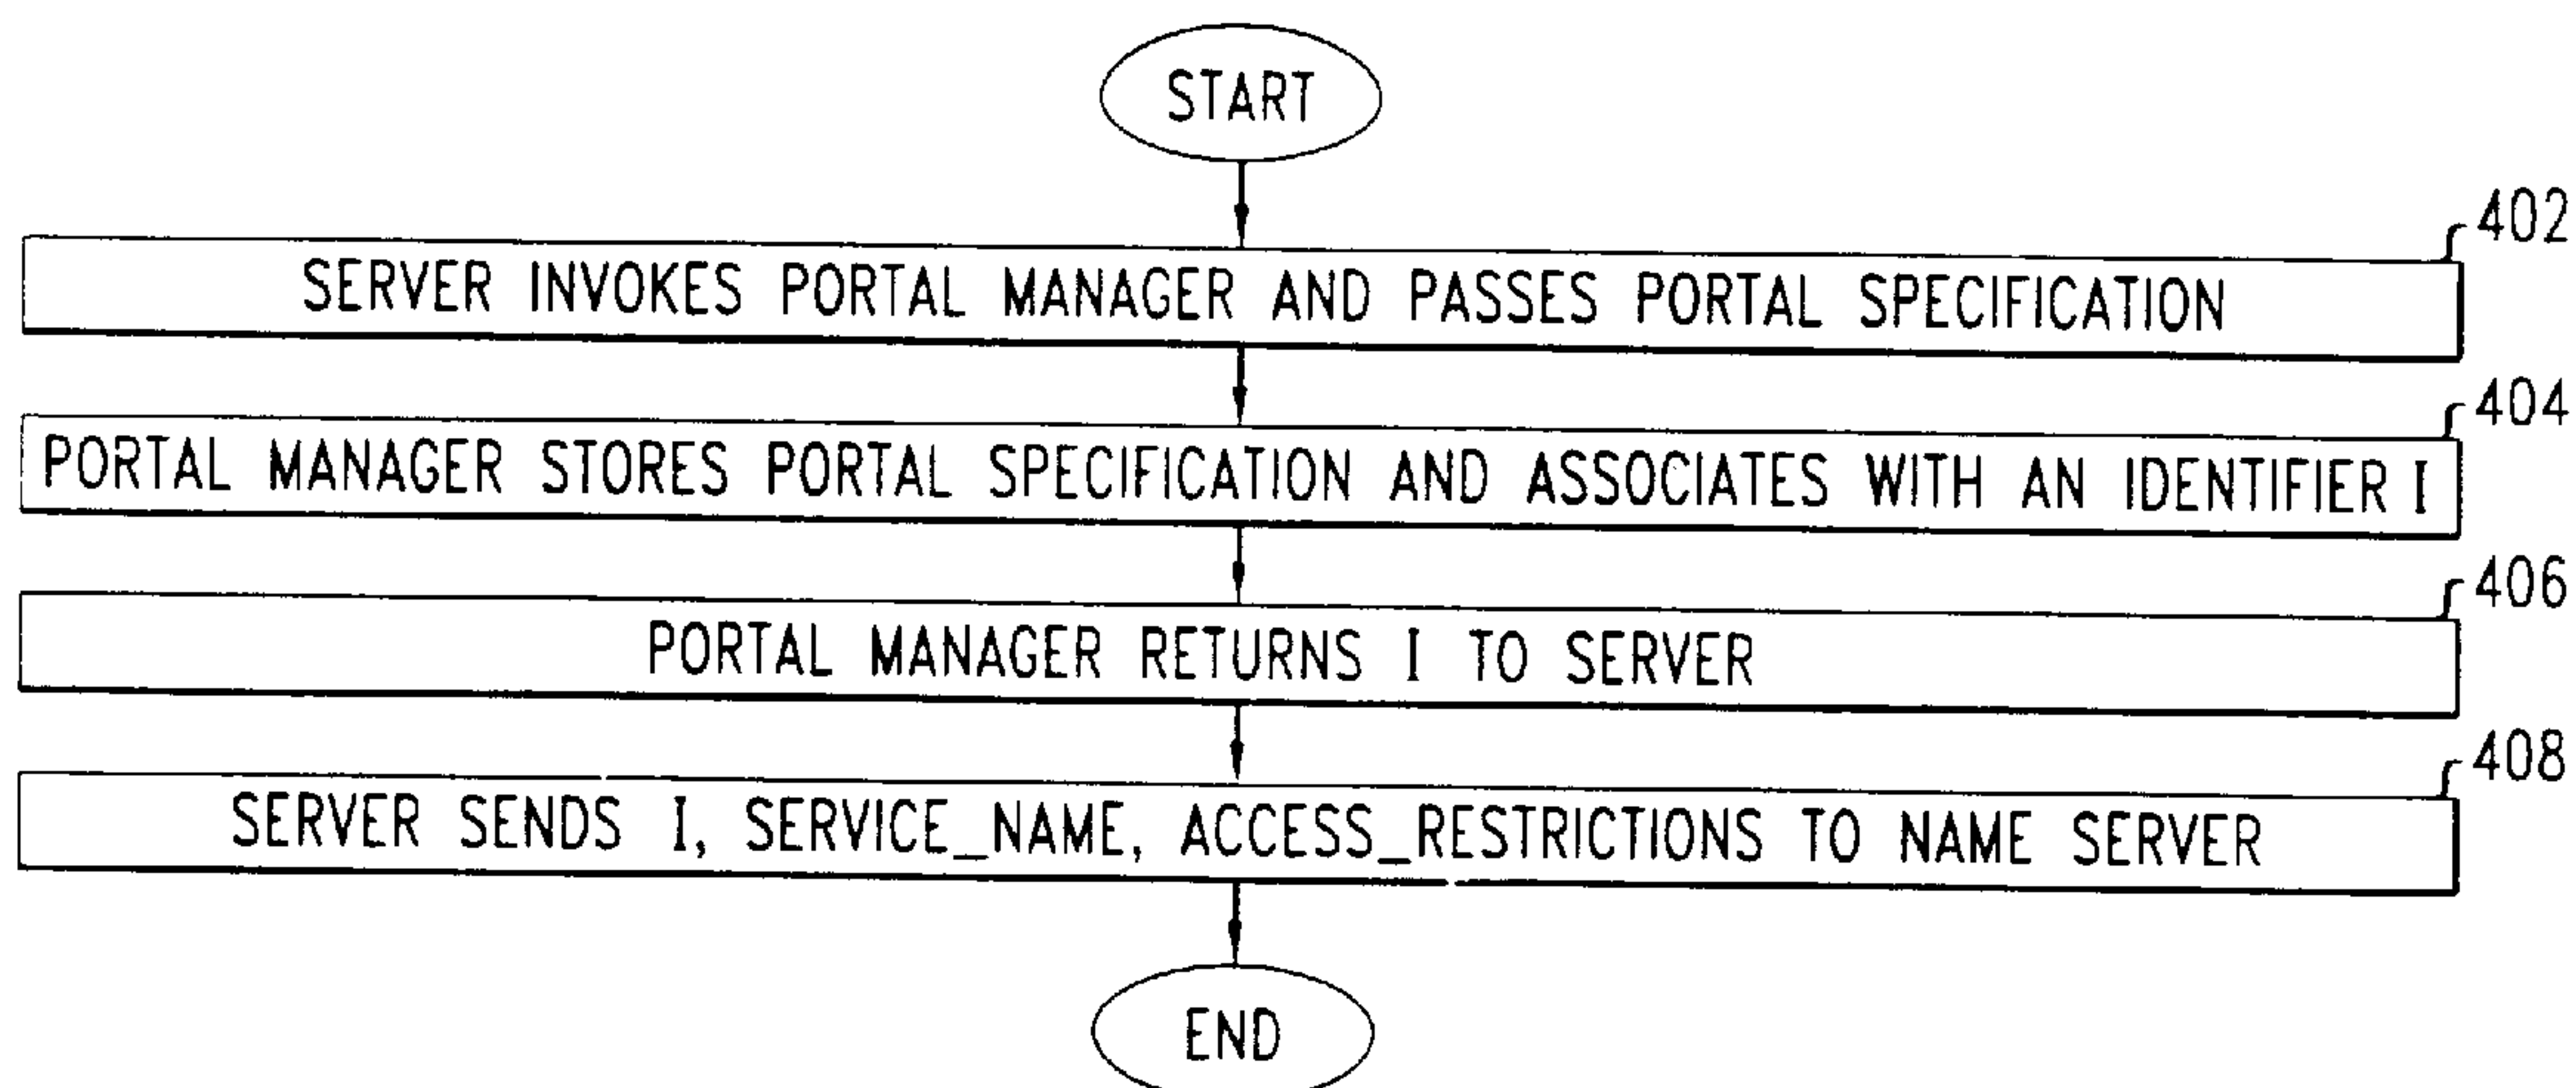 START
402
SERVER INVOKES PORTAL MANAGER AND PASSES PORTAL SPECIFICATION
404
PORTAL MANAGER STORES PORTAL SPECIFICATION AND ASSOCIATES WITH AN IDENTIFIER I
406
PORTAL MANAGER RETURNS I TO SERVER
408
SERVER SENDS I, SERVICE_NAME, ACCESS_RESTRICTIONS TO NAME SERVER
END